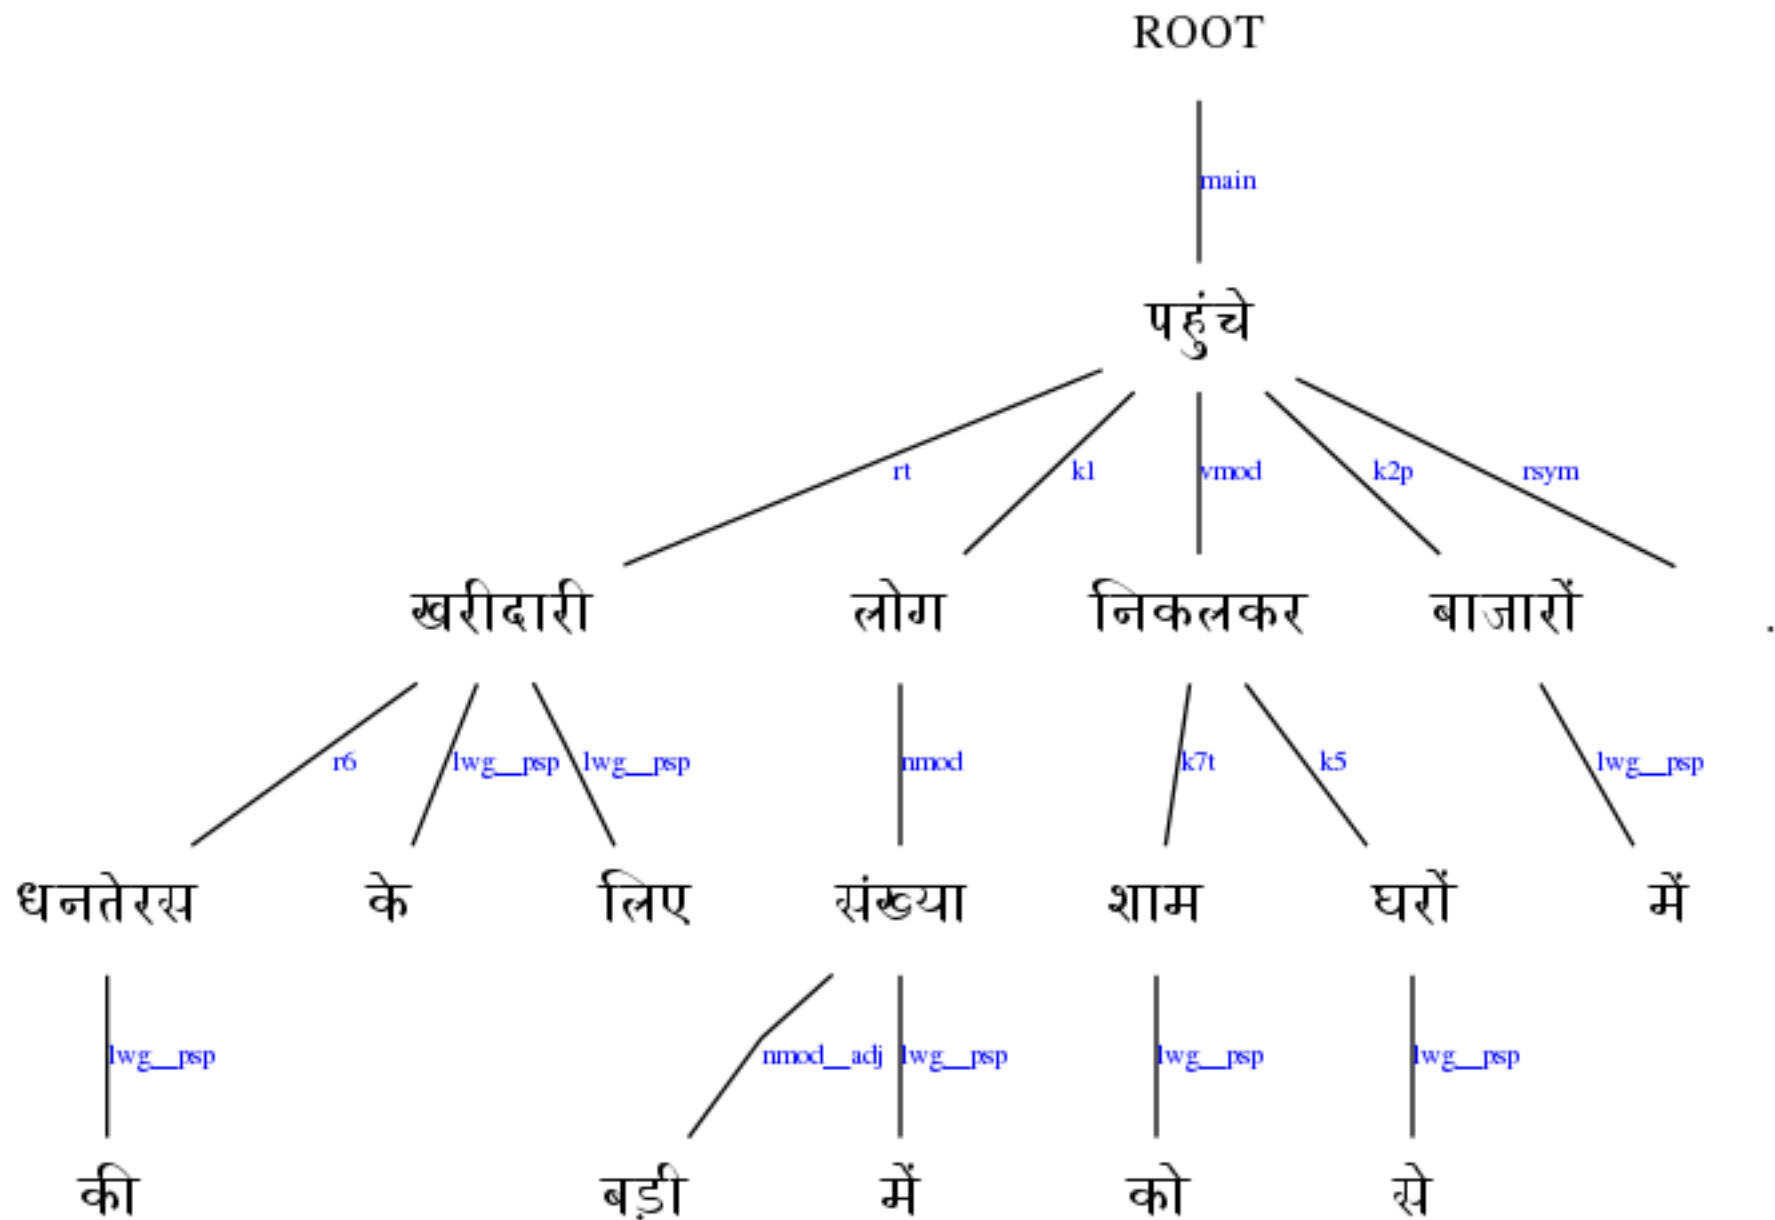 ROOT
main
पहुंचे
rt k1 vmod k2p rsym
खरीदारी लोग निकलकर बाजारों .
r6 lwg__psp lwg__psp nmod k7t k5 lwg__psp
धनतेरस के लिए संख्या शाम घरों में
lwg__psp nmod__adj lwg__psp lwg__psp lwg__psp
की बड़ी में को से